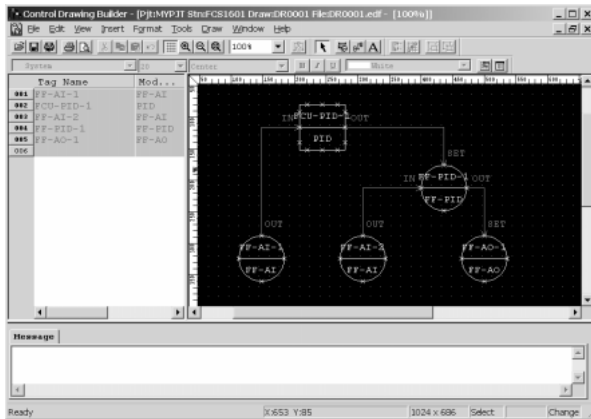 Control Drawing Builder - [Pjt:MYPJT Stn:FCS1601 Draw:DR0001 File:DR0001.edf - [100%]]
File Edit View Insert Format Tools Draw Window Help
100%
System 10 Center B I U White
Tag Name Mod...
001 FF-AI-1 FF-AI
002 FCU-PID-1 PID
003 FF-AI-2 FF-AI
004 FF-PID-1 FF-PID
005 FF-AO-1 FF-AO
006
IN FCU-PID-1 OUT
PID
SET
IN FF-PID-1 OUT
FF-PID
OUT OUT SET
FF-AI-1 FF-AI-2 FF-AO-1
FF-AI FF-AI FF-AO
Message
Ready X:653 Y:85 1024 x 686 Select Change